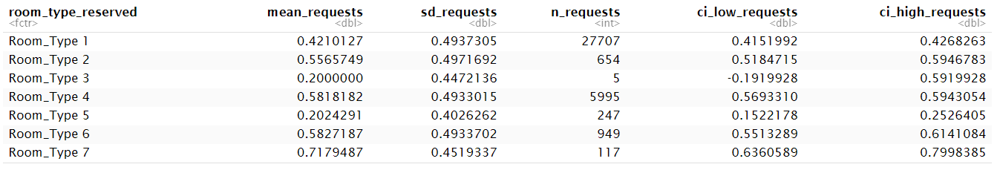 room_type_reserved mean_requests sd_requests n_requests ci_low_requests ci_high_requests
<fctr> <dbl> <dbl> <int> <dbl> <dbl>
Room_Type 1 0.4210127 0.4937305 27707 0.4151992 0.4268263
Room_Type 2 0.5565749 0.4971692 654 0.5184715 0.5946783
Room_Type 3 0.2000000 0.4472136 5 -0.1919928 0.5919928
Room_Type 4 0.5818182 0.4933015 5995 0.5693310 0.5943054
Room_Type 5 0.2024291 0.4026262 247 0.1522178 0.2526405
Room_Type 6 0.5827187 0.4933702 949 0.5513289 0.6141084
Room_Type 7 0.7179487 0.4519337 117 0.6360589 0.7998385